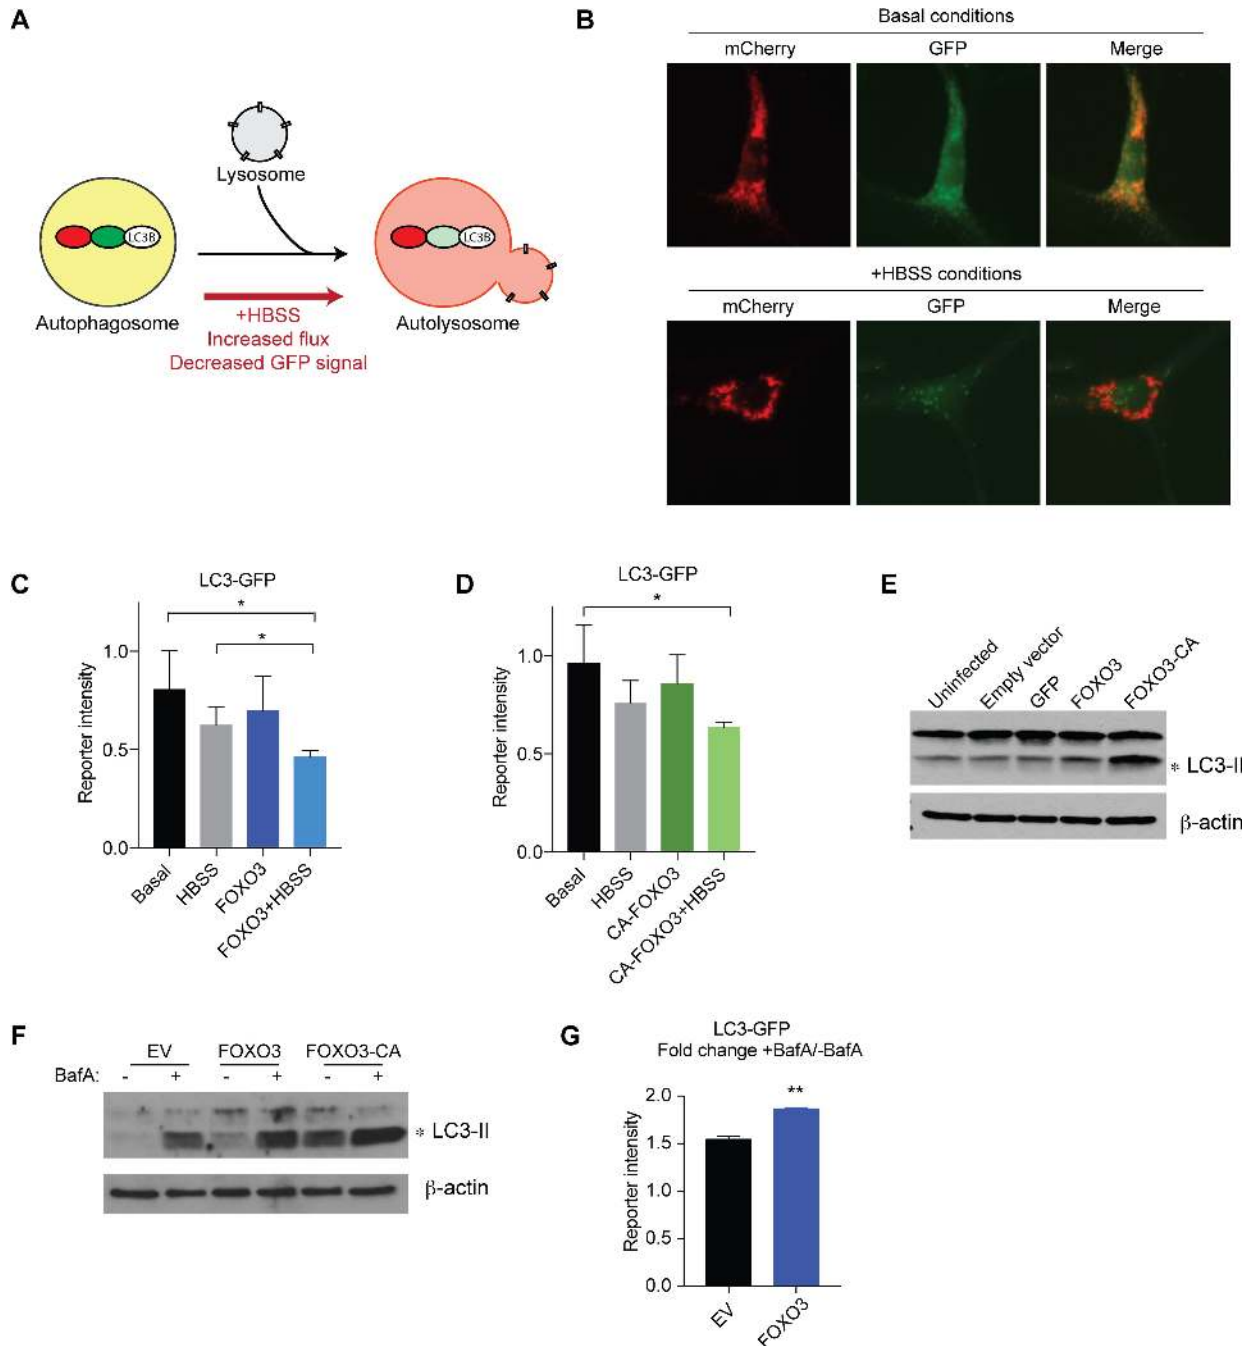 A
Lysosome
LC3B
LC3B
Autophagosome
+HBSS
Increased flux
Decreased GFP signal
Autolysosome
B
Basal conditions
mCherry GFP Merge
+HBSS conditions
mCherry GFP Merge
C
LC3-GFP
*
*
Reporter intensity
1.0
0.5
0.0
Basal
HBSS
FOXO3
FOXO3+HBSS
D
LC3-GFP
*
Reporter intensity
1.0
0.5
0.0
Basal
HBSS
CA-FOXO3
CA-FOXO3+HBSS
E
Uninfected
Empty vector
GFP
FOXO3
FOXO3-CA
* LC3-II
β-actin
F
EV FOXO3 FOXO3-CA
BafA: - + - + - +
* LC3-II
β-actin
G
LC3-GFP
Fold change +BafA/-BafA
**
Reporter intensity
2.0
1.5
1.0
0.5
0.0
EV
FOXO3